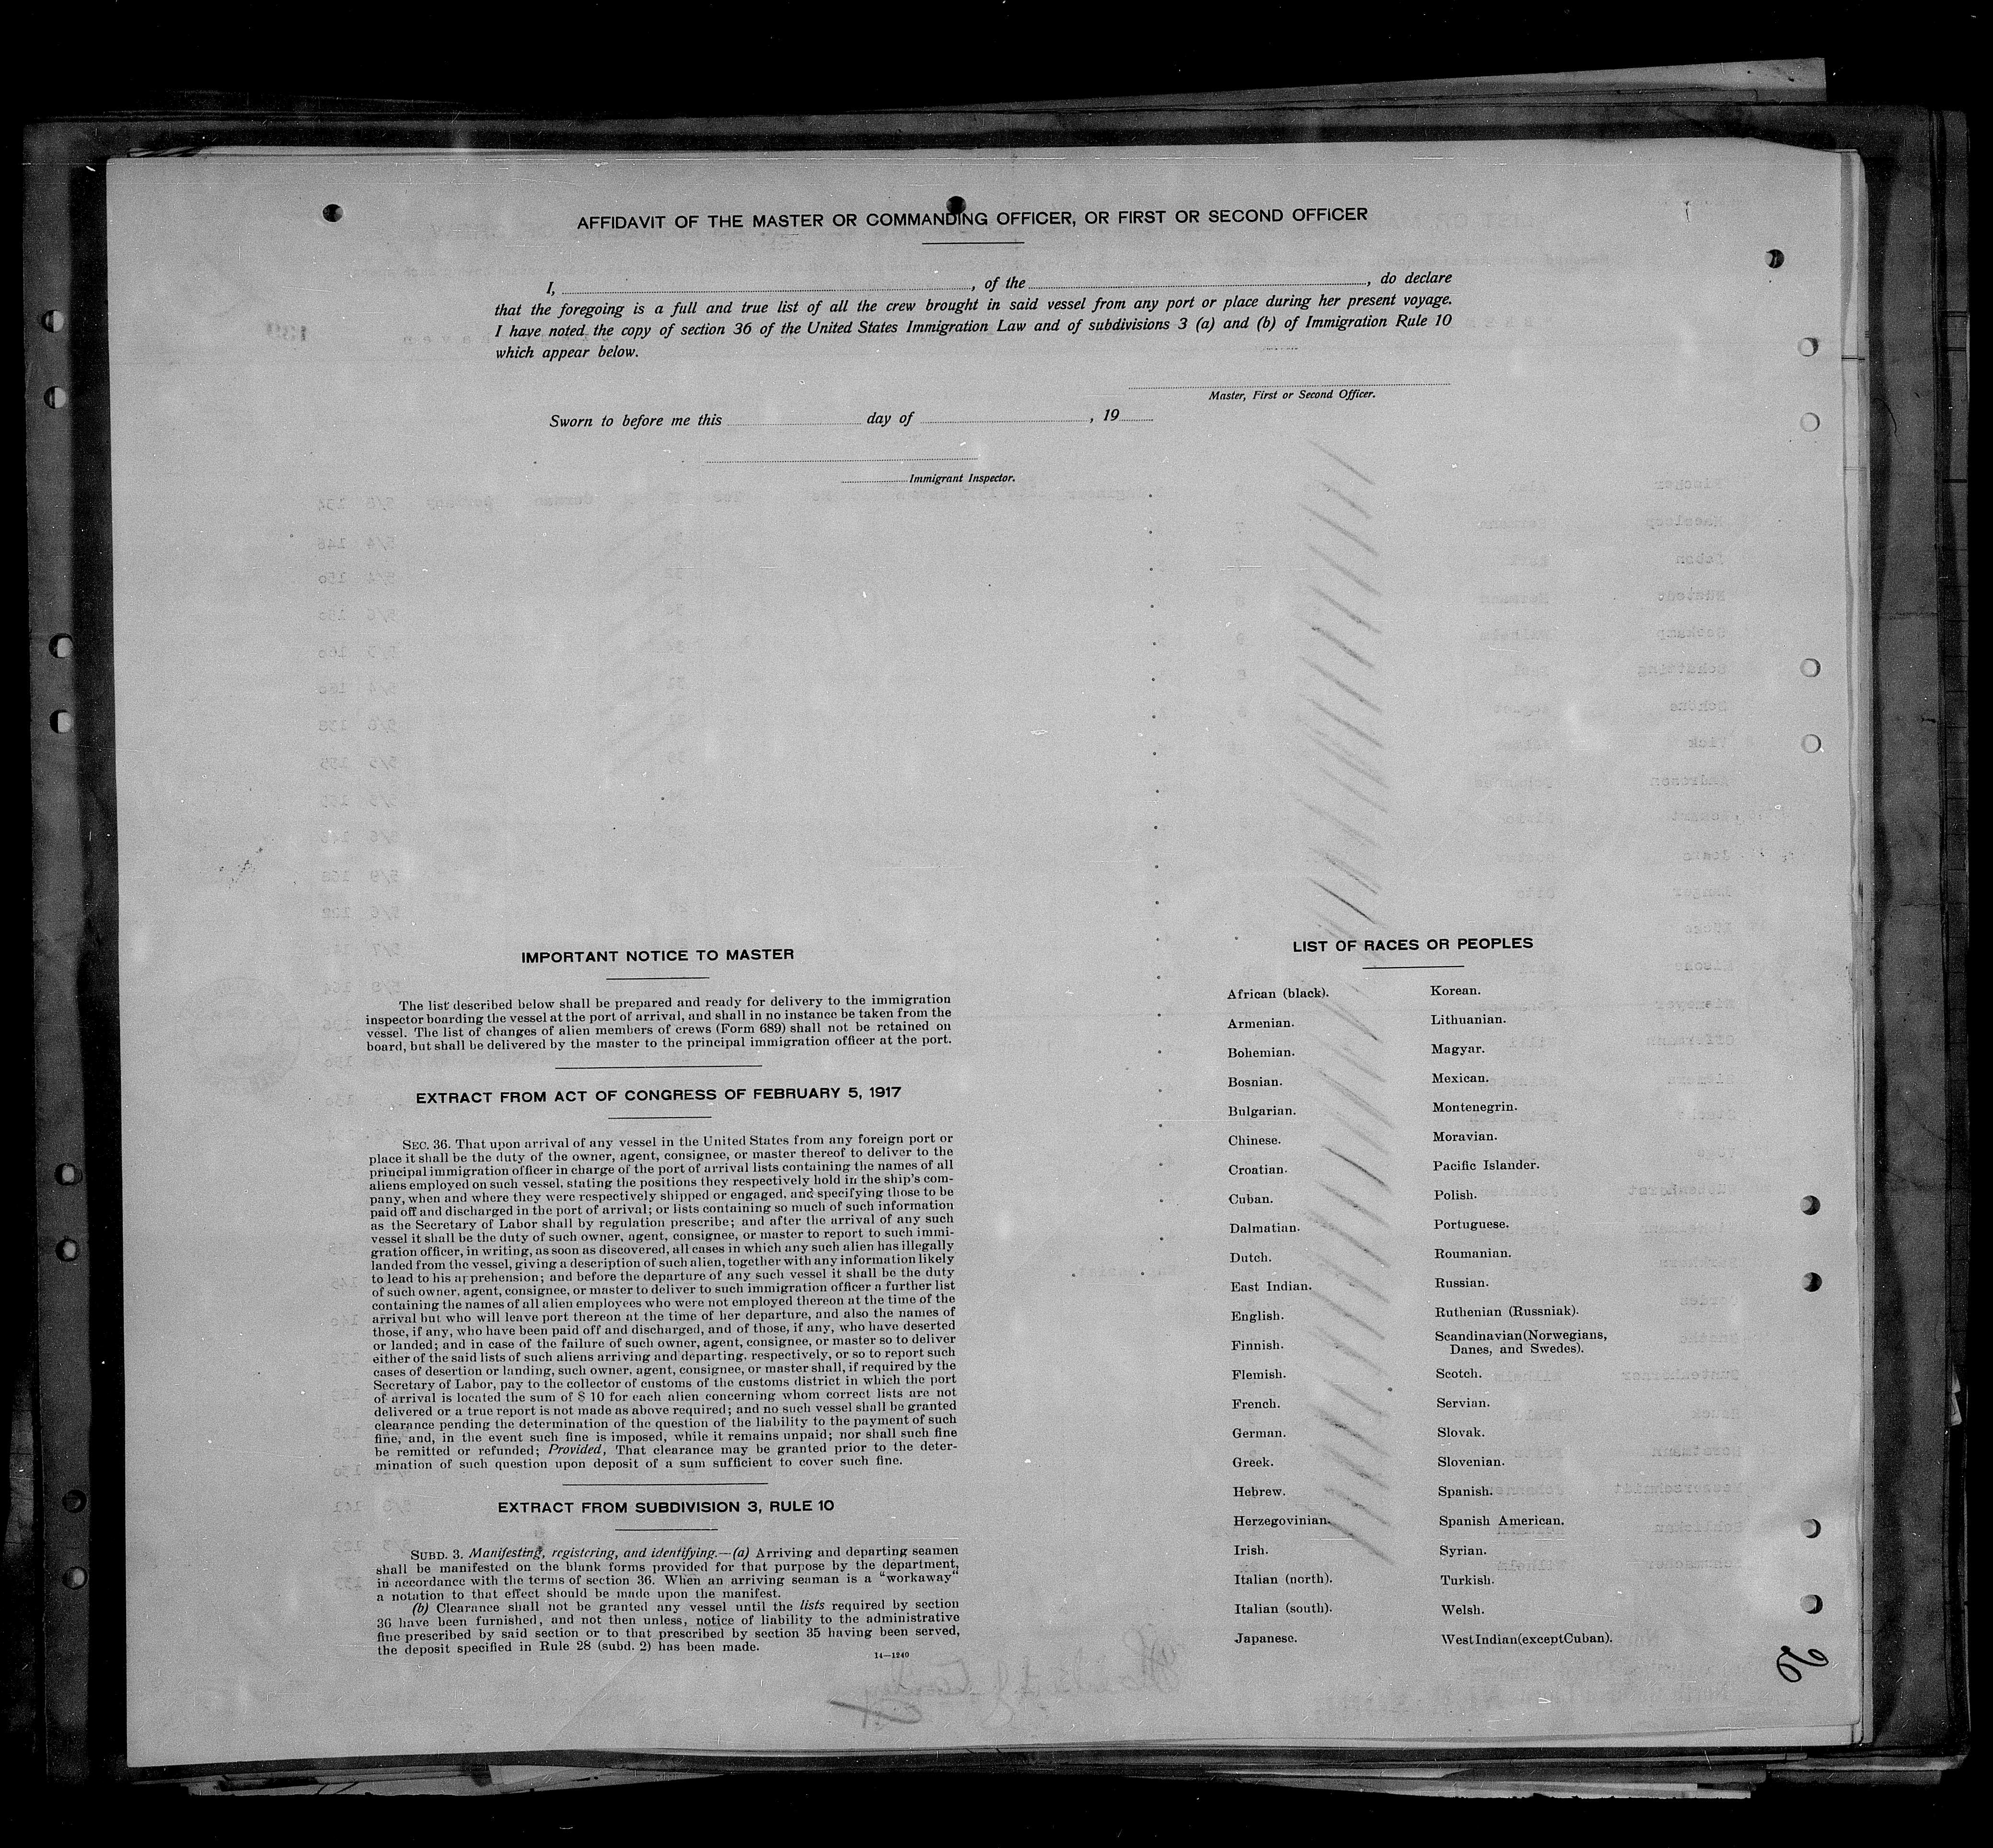 AFFIDAVIT OF THE MASTER OR COMMANDING OFFICER, OR FIRST OR SECOND OFFICER
I, , of the , do declare
that the foregoing is a full and true list of all the crew brought in said vessel from any port or place during her present voyage.
I have noted the copy of section 36 of the United States Immigration Law and of subdivisions 3 (a) and (b) of Immigration Rule 10
which appear below.
Master, First or Second Officer.
Sworn to before me this day of , 19
Immigrant Inspector.
IMPORTANT NOTICE TO MASTER
The list described below shall be prepared and ready for delivery to the immigration
inspector boarding the vessel at the port of arrival, and shall in no instance be taken from the
vessel. The list of changes of alien members of crews (Form 689) shall not be retained on
board, but shall be delivered by the master to the principal immigration officer at the port.
EXTRACT FROM ACT OF CONGRESS OF FEBRUARY 5, 1917
SEC. 36. That upon arrival of any vessel in the United States from any foreign port or
place it shall be the duty of the owner, agent, consignee, or master thereof to deliver to the
principal immigration officer in charge of the port of arrival lists containing the names of all
aliens employed on such vessel, stating the positions they respectively hold in the ship's com-
pany, when and where they were respectively shipped or engaged, and specifying those to be
paid off and discharged in the port of arrival; or lists containing so much of such information
as the Secretary of Labor shall by regulation prescribe; and after the arrival of any such
vessel it shall be the duty of such owner, agent, consignee, or master to report to such immi-
gration officer, in writing, as soon as discovered, all cases in which any such alien has illegally
landed from the vessel, giving a description of such alien, together with any information likely
to lead to his apprehension; and before the departure of any such vessel it shall be the duty
of such owner, agent, consignee, or master to deliver to such immigration officer a further list
containing the names of all alien employees who were not employed thereon at the time of the
arrival but who will leave port thereon at the time of her departure, and also the names of
those, if any, who have been paid off and discharged, and of those, if any, who have deserted
or landed; and in case of the failure of such owner, agent, consignee, or master so to deliver
either of the said lists of such aliens arriving and departing, respectively, or so to report such
cases of desertion or landing, such owner, agent, consignee, or master shall, if required by the
Secretary of Labor, pay to the collector of customs of the customs district in which the port
of arrival is located the sum of $ 10 for each alien concerning whom correct lists are not
delivered or a true report is not made as above required; and no such vessel shall be granted
clearance pending the determination of the question of the liability to the payment of such
fine, and, in the event such fine is imposed, while it remains unpaid; nor shall such fine
be remitted or refunded; Provided, That clearance may be granted prior to the deter-
mination of such question upon deposit of a sum sufficient to cover such fine.
EXTRACT FROM SUBDIVISION 3, RULE 10
SUBD. 3. Manifesting, registering, and identifying.—(a) Arriving and departing seamen
shall be manifested on the blank forms provided for that purpose by the department,
in accordance with the terms of section 36. When an arriving seaman is a "workaway"
a notation to that effect should be made upon the manifest.
(b) Clearance shall not be granted any vessel until the lists required by section
36 have been furnished, and not then unless, notice of liability to the administrative
fine prescribed by said section or to that prescribed by section 35 having been served,
the deposit specified in Rule 28 (subd. 2) has been made.
14—1240
LIST OF RACES OR PEOPLES
African (black).
Armenian.
Bohemian.
Bosnian.
Bulgarian.
Chinese.
Croatian.
Cuban.
Dalmatian.
Dutch.
East Indian.
English.
Finnish.
Flemish.
French.
German.
Greek.
Hebrew.
Herzegovinian.
Irish.
Italian (north).
Italian (south).
Japanese.
Korean.
Lithuanian.
Magyar.
Mexican.
Montenegrin.
Moravian.
Pacific Islander.
Polish.
Portuguese.
Roumanian.
Russian.
Ruthenian (Russniak).
Scandinavian (Norwegians,
Danes, and Swedes).
Scotch.
Servian.
Slovak.
Slovenian.
Spanish.
Spanish American.
Syrian.
Turkish.
Welsh.
West Indian (except Cuban).